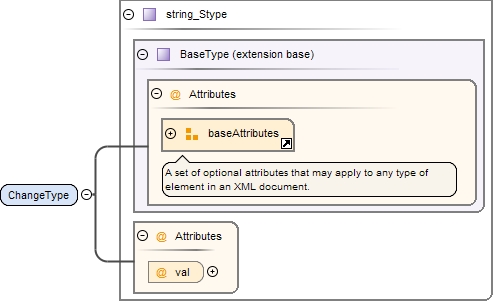 string_Stype
BaseType (extension base)
@ Attributes
baseAttributes
A set of optional attributes that may apply to any type of
element in an XML document.
ChangeType
@ Attributes
@ val